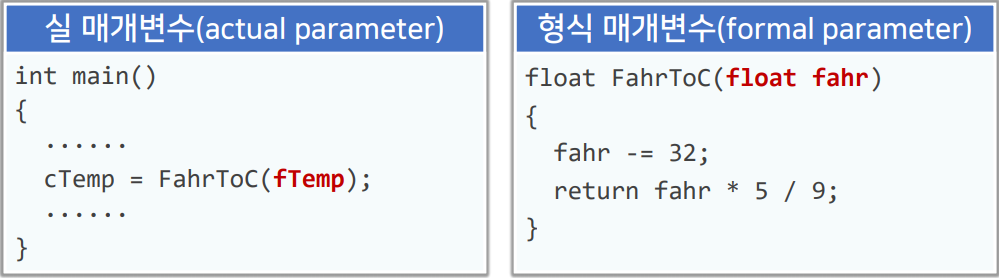 실 매개변수(actual parameter)
int main()
{
......
cTemp = FahrToC(fTemp);
......
}
형식 매개변수(formal parameter)
float FahrToC(float fahr)
{
fahr -= 32;
return fahr * 5 / 9;
}